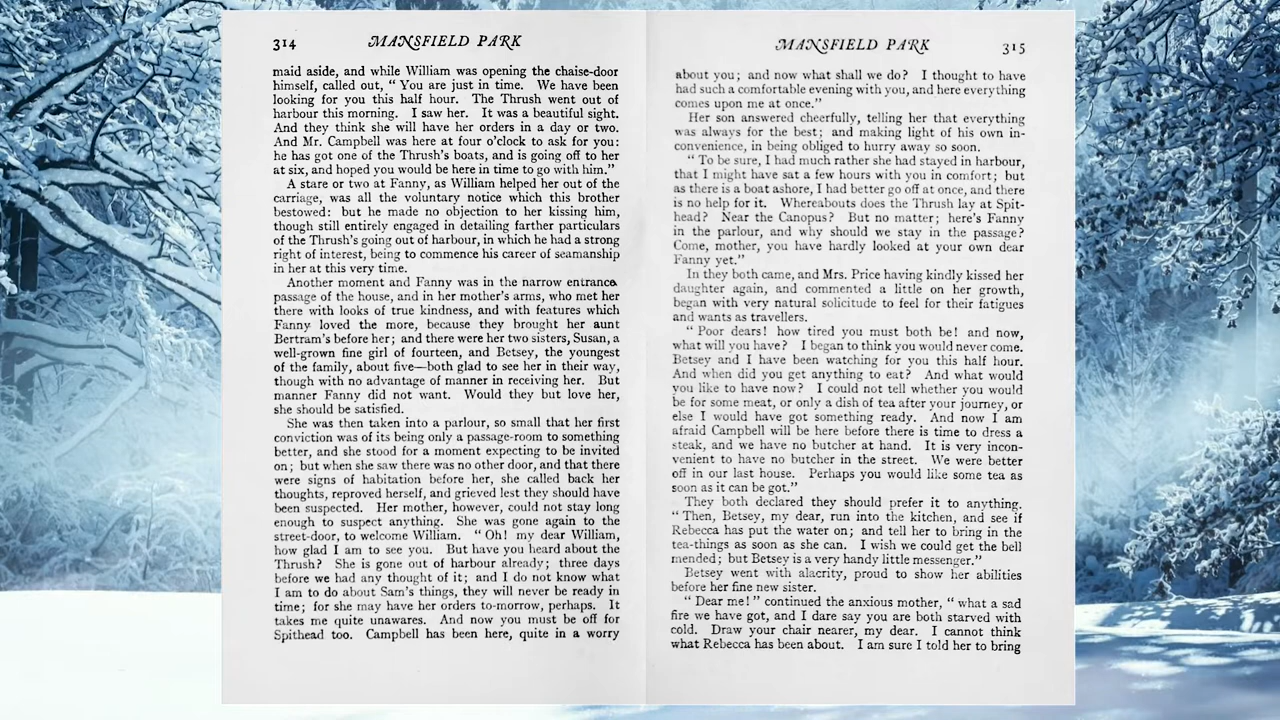 314
MANSFIELD PARK
maid aside, and while William was opening the chaise-door
himself, called out, “ You are just in time. We have been
looking for you this half hour. The Thrush went out of
harbour this morning. I saw her. It was a beautiful sight.
And they think she will have her orders in a day or two.
And Mr. Campbell was here at four o’clock to ask for you:
he has got one of the Thrush’s boats, and is going off to her
at six, and hoped you would be here in time to go with him.”
A stare or two at Fanny, as William helped her out of the
carriage, was all the voluntary notice which this brother
bestowed: but he made no objection to her kissing him,
though still entirely engaged in detailing farther particulars
of the Thrush’s going out of harbour, in which he had a strong
right of interest, being to commence his career of seamanship
in her at this very time.
Another moment and Fanny was in the narrow entrance
passage of the house, and in her mother’s arms, who met her
there with looks of true kindness, and with features which
Fanny loved the more, because they brought her aunt
Bertram’s before her; and there were her two sisters, Susan, a
well-grown fine girl of fourteen, and Betsey, the youngest
of the family, about five—both glad to see her in their way,
though with no advantage of manner in receiving her. But
manner Fanny did not want. Would they but love her,
she should be satisfied.
She was then taken into a parlour, so small that her first
conviction was of its being only a passage-room to something
better, and she stood for a moment expecting to be invited
on; but when she saw there was no other door, and that there
were signs of habitation before her, she called back her
thoughts, reproved herself, and grieved lest they should have
been suspected. Her mother, however, could not stay long
enough to suspect anything. She was gone again to the
street-door, to welcome William. “ Oh! my dear William,
how glad I am to see you. But have you heard about the
Thrush? She is gone out of harbour already; three days
before we had any thought of it; and I do not know what
I am to do about Sam’s things, they will never be ready in
time; for she may have her orders to-morrow, perhaps. It
takes me quite unawares. And now you must be off for
Spithead too. Campbell has been here, quite in a worry
MANSFIELD PARK
315
about you; and now what shall we do? I thought to have
had such a comfortable evening with you, and here everything
comes upon me at once.”
Her son answered cheerfully, telling her that everything
was always for the best; and making light of his own in-
convenience, in being obliged to hurry away so soon.
“ To be sure, I had much rather she had stayed in harbour,
that I might have sat a few hours with you in comfort; but
as there is a boat ashore, I had better go off at once, and there
is no help for it. Whereabouts does the Thrush lay at Spit-
head? Near the Canopus? But no matter; here’s Fanny
in the parlour, and why should we stay in the passage?
Come, mother, you have hardly looked at your own dear
Fanny yet.”
In they both came, and Mrs. Price having kindly kissed her
daughter again, and commented a little on her growth,
began with very natural solicitude to feel for their fatigues
and wants as travellers.
“ Poor dears! how tired you must both be! and now,
what will you have? I began to think you would never come.
Betsey and I have been watching for you this half hour.
And when did you get anything to eat? And what would
you like to have now? I could not tell whether you would
be for some meat, or only a dish of tea after your journey, or
else I would have got something ready. And now I am
afraid Campbell will be here before there is time to dress a
steak, and we have no butcher at hand. It is very incon-
venient to have no butcher in the street. We were better
off in our last house. Perhaps you would like some tea as
soon as it can be got.”
They both declared they should prefer it to anything.
“ Then, Betsey, my dear, run into the kitchen, and see if
Rebecca has put the water on; and tell her to bring in the
tea-things as soon as she can. I wish we could get the bell
mended; but Betsey is a very handy little messenger.”
Betsey went with alacrity, proud to show her abilities
before her fine new sister.
“ Dear me! ” continued the anxious mother, “ what a sad
fire we have got, and I dare say you are both starved with
cold. Draw your chair nearer, my dear. I cannot think
what Rebecca has been about. I am sure I told her to bring